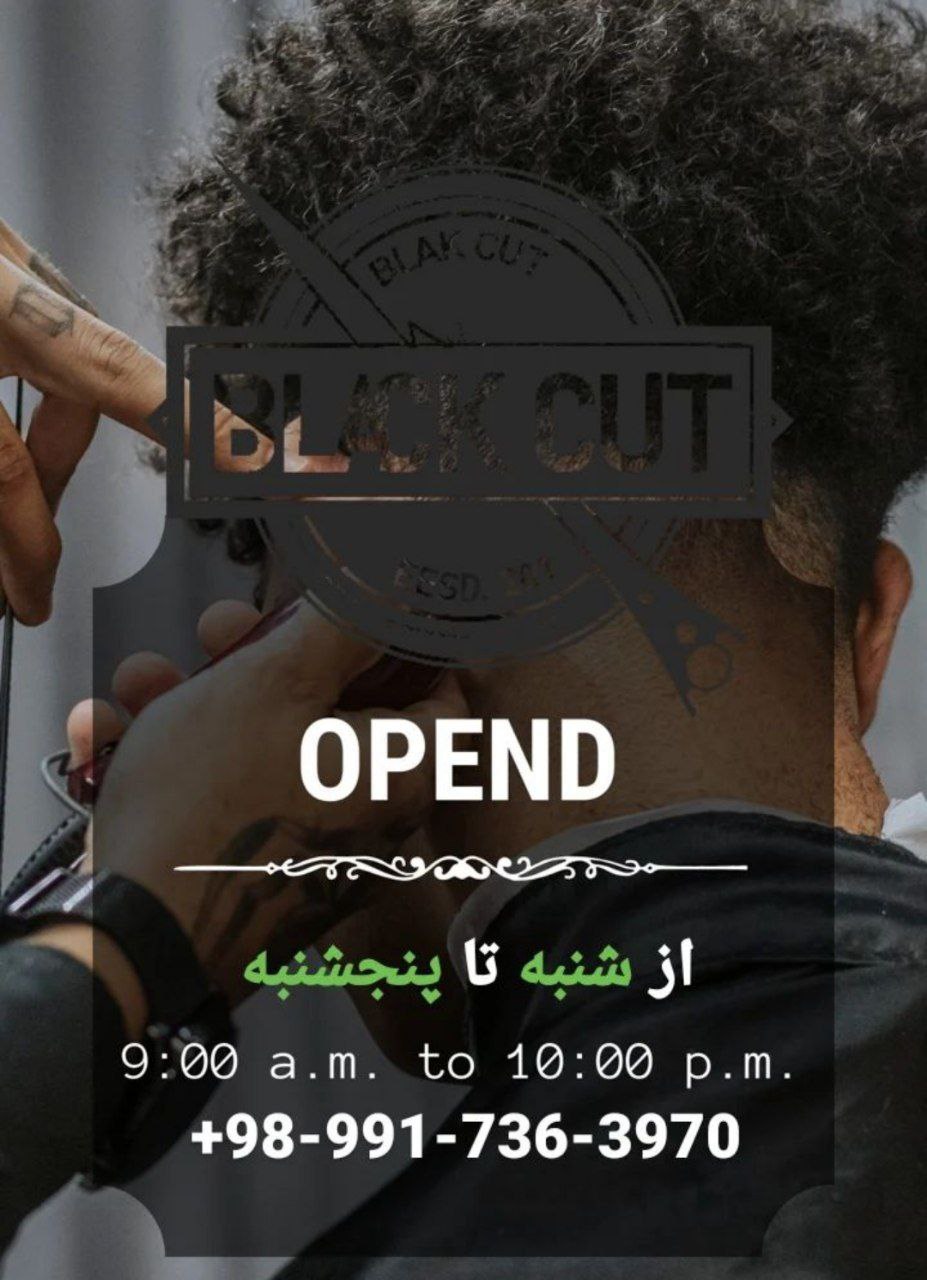 BLAK CUT
BLACK CUT
OPEND
از شنبه تا پنجشنبه
9:00 a.m. to 10:00 p.m.
+98-991-736-3970